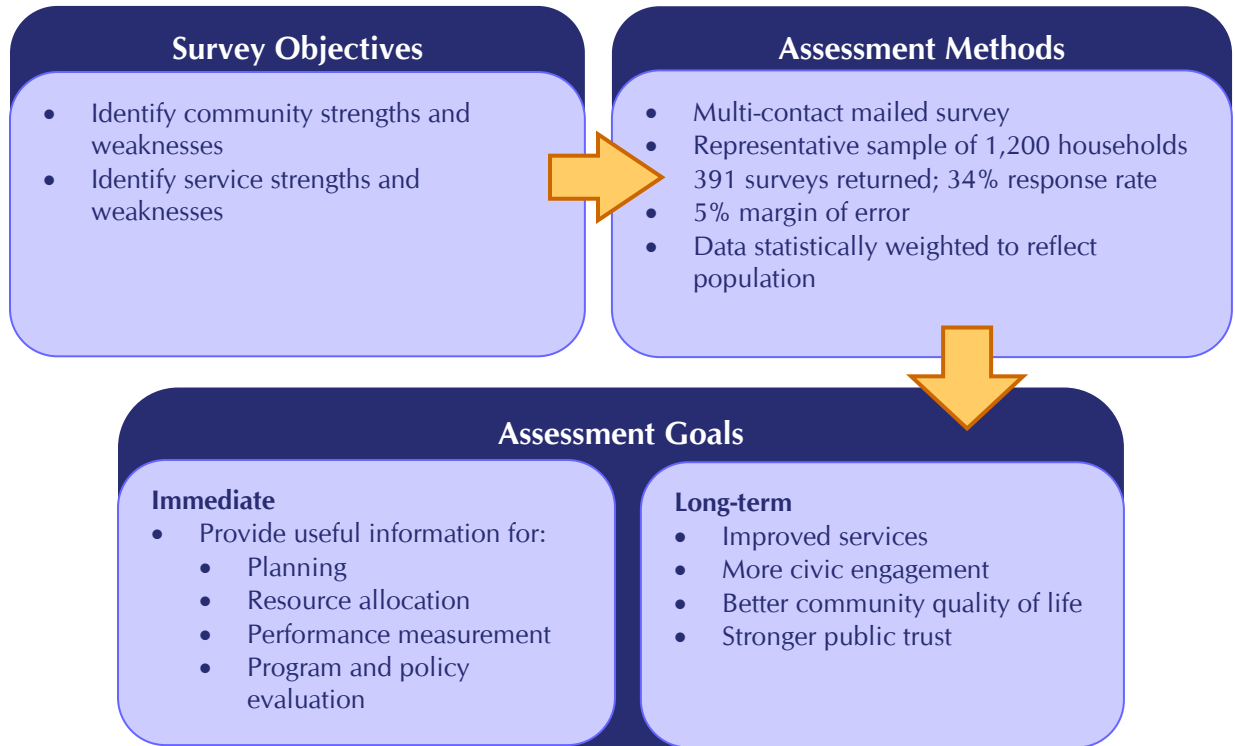 Survey Objectives
• Identify community strengths and
weaknesses
• Identify service strengths and
weaknesses
Assessment Methods
• Multi-contact mailed survey
• Representative sample of 1,200 households
• 391 surveys returned; 34% response rate
• 5% margin of error
• Data statistically weighted to reflect
population
Assessment Goals
Immediate
• Provide useful information for:
• Planning
• Resource allocation
• Performance measurement
• Program and policy
evaluation
Long-term
• Improved services
• More civic engagement
• Better community quality of life
• Stronger public trust